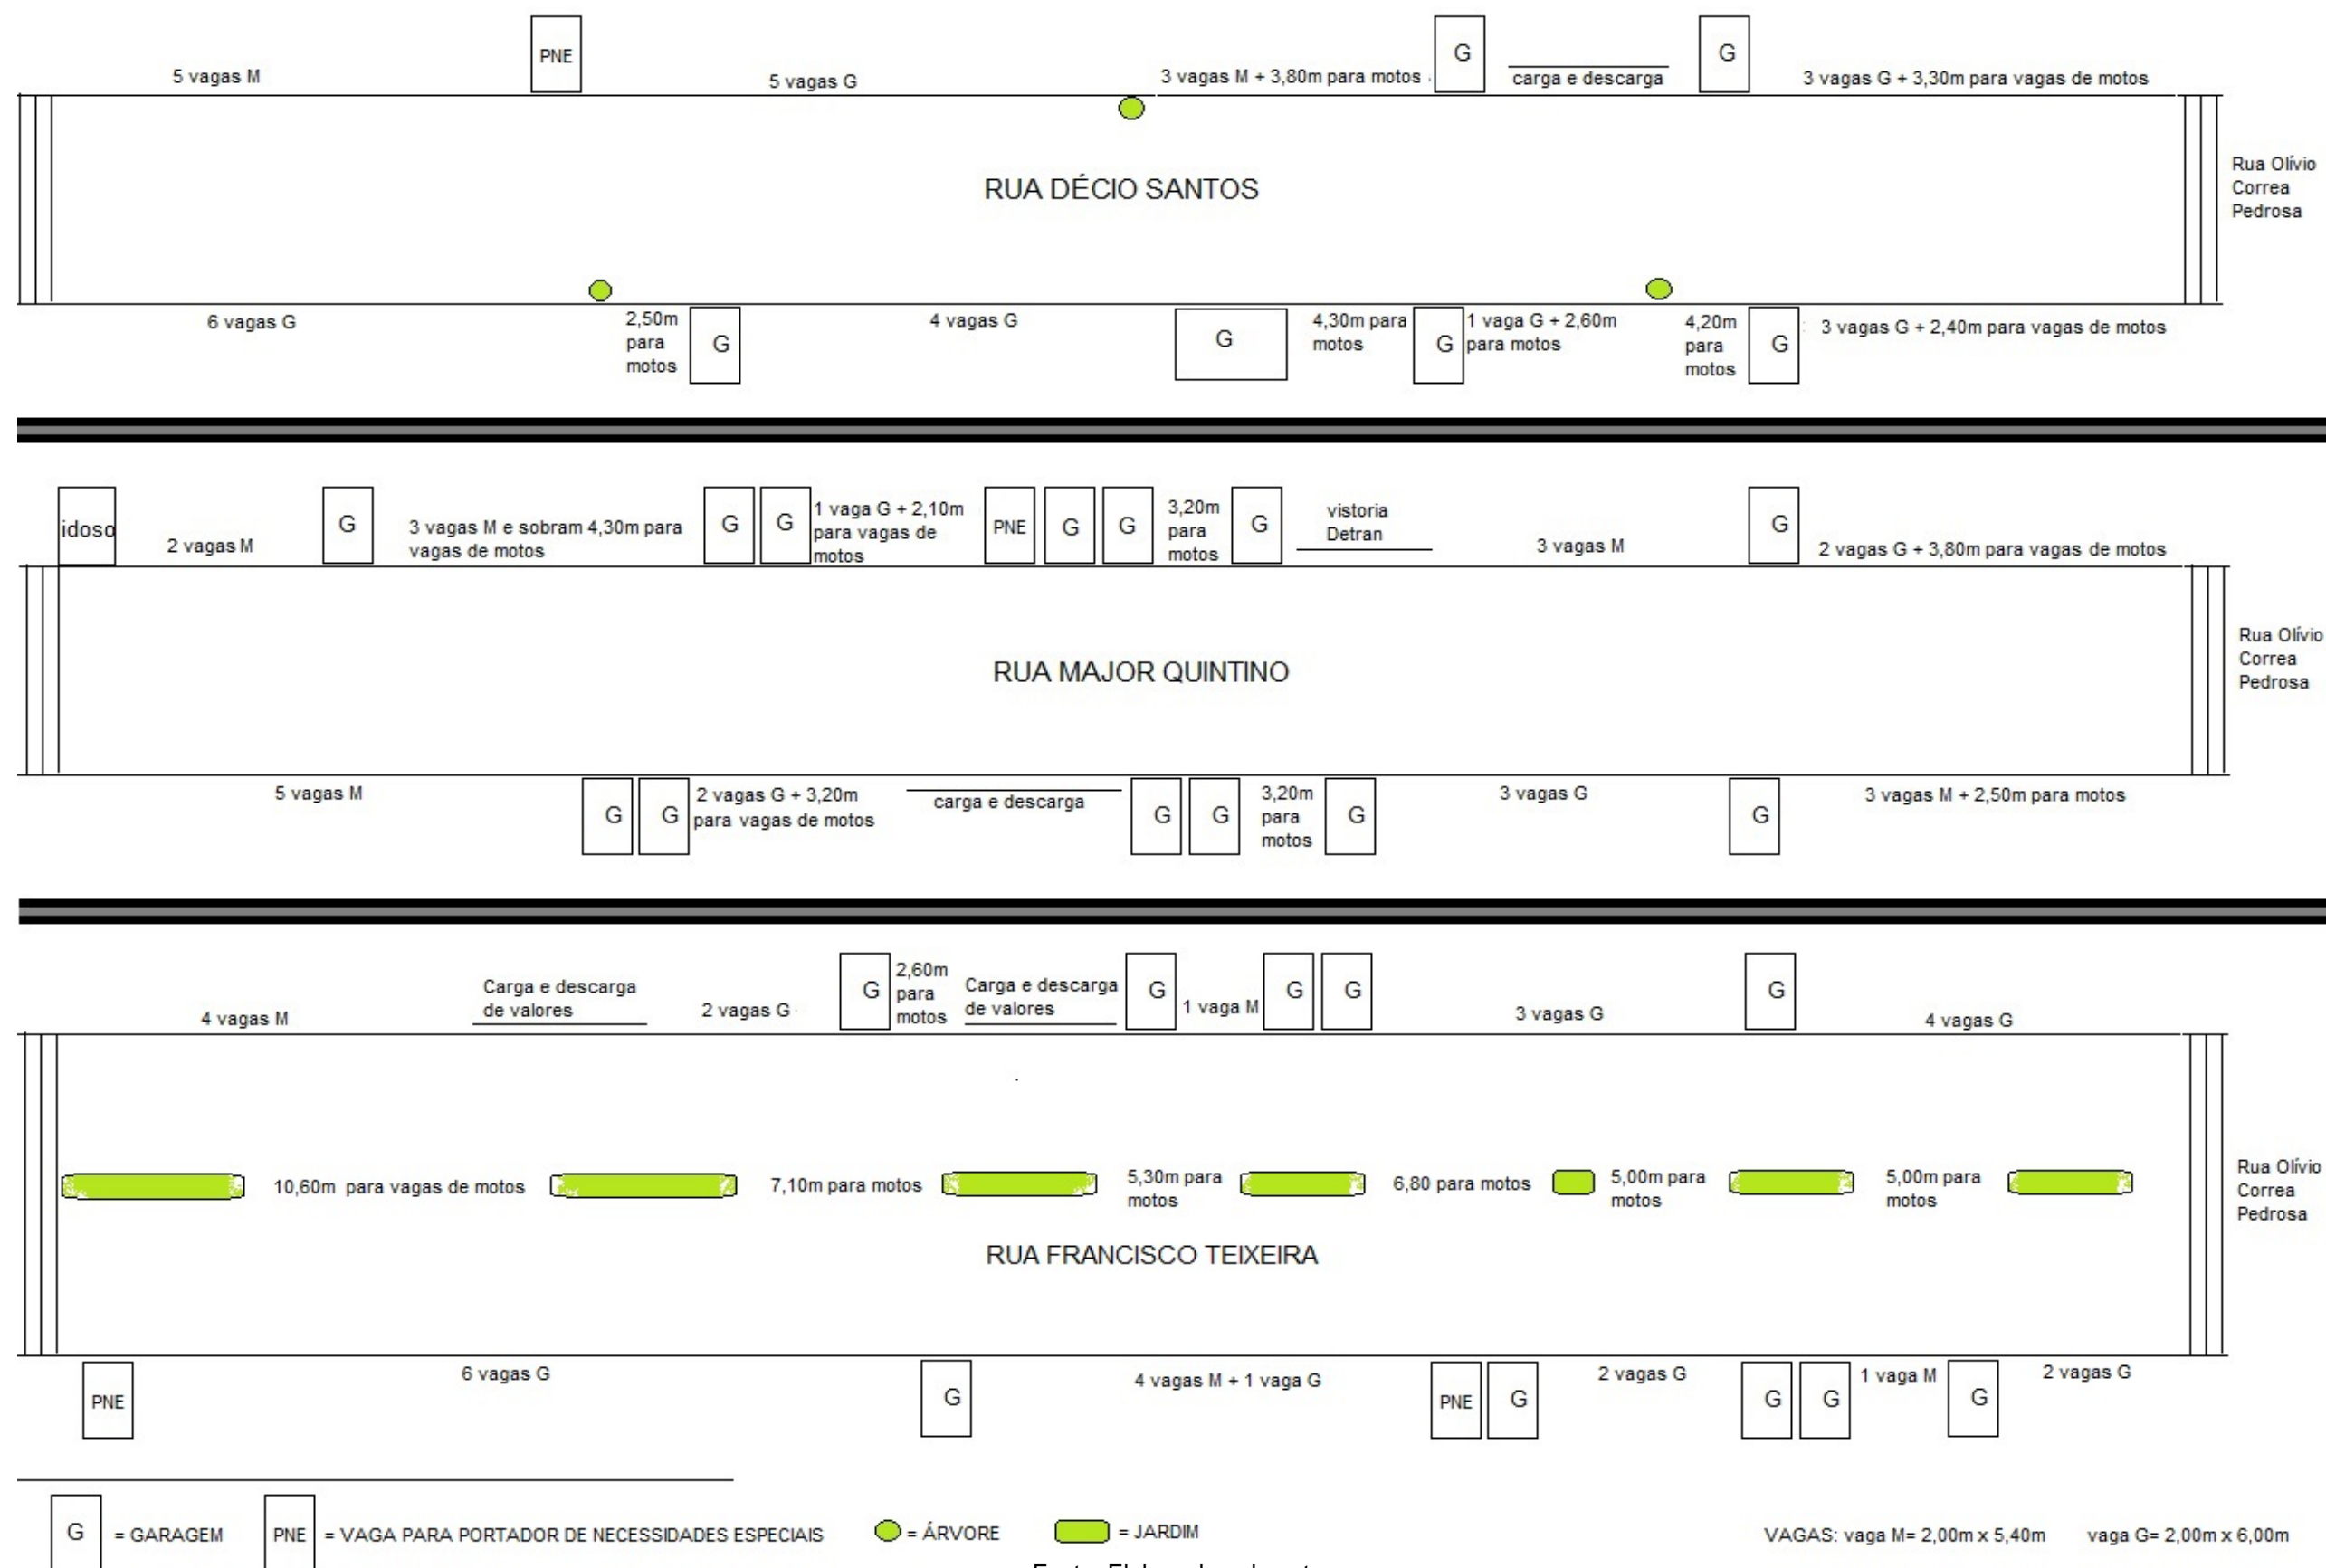 PNE
G
G
5 vagas M
5 vagas G
3 vagas M + 3,80m para motos
carga e descarga
3 vagas G + 3,30m para vagas de motos
RUA DÉCIO SANTOS
Rua Olívio
Correa
Pedrosa
6 vagas G
2,50m
para
motos
G
4 vagas G
G
4,30m para
motos
G
1 vaga G + 2,60m
para motos
4,20m
para
motos
G
3 vagas G + 2,40m para vagas de motos
idoso
2 vagas M
G
3 vagas M e sobram 4,30m para
vagas de motos
G
G
1 vaga G + 2,10m
para vagas de
motos
PNE
G
G
3,20m
para
motos
G
vistoria
Detran
3 vagas M
G
2 vagas G + 3,80m para vagas de motos
RUA MAJOR QUINTINO
Rua Olívio
Correa
Pedrosa
5 vagas M
G
G
2 vagas G + 3,20m
para vagas de motos
carga e descarga
G
G
3,20m
para
motos
G
3 vagas G
G
3 vagas M + 2,50m para motos
4 vagas M
Carga e descarga
de valores
2 vagas G
G
2,60m
para
motos
Carga e descarga
de valores
G
1 vaga M
G
G
3 vagas G
G
4 vagas G
10,60m para vagas de motos
7,10m para motos
5,30m para
motos
6,80 para motos
5,00m para
motos
5,00m para
motos
RUA FRANCISCO TEIXEIRA
Rua Olívio
Correa
Pedrosa
PNE
6 vagas G
G
4 vagas M + 1 vaga G
PNE
G
2 vagas G
G
G
1 vaga M
G
2 vagas G
G
= GARAGEM
PNE
= VAGA PARA PORTADOR DE NECESSIDADES ESPECIAIS
= ÁRVORE
= JARDIM
VAGAS: vaga M= 2,00m x 5,40m
vaga G= 2,00m x 6,00m